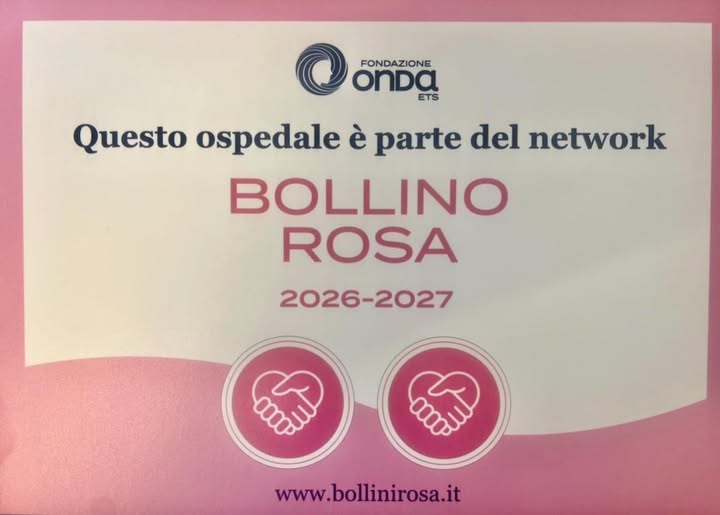 FONDAZIONE
ONDA
ETS
Questo ospedale è parte del network
BOLLINO
ROSA
2026-2027
www.bollinirosa.it